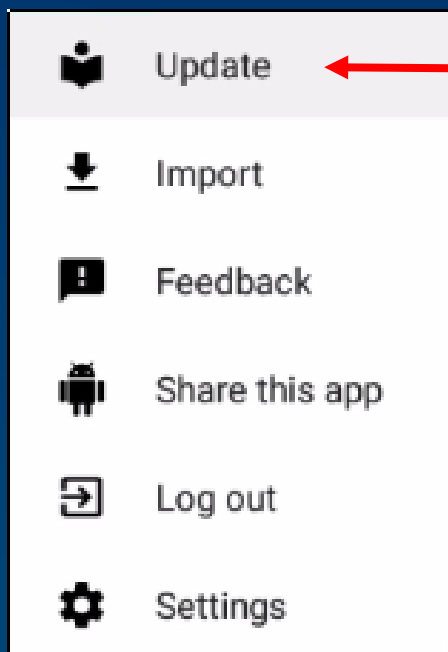 Update
Import
Feedback
Share this app
Log out
Settings